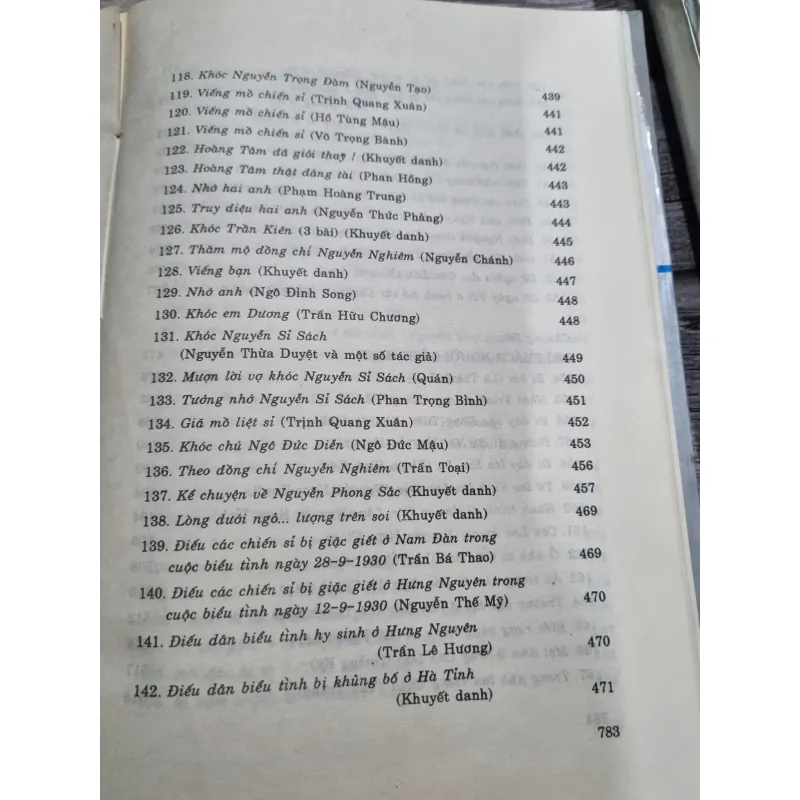 118. Khóc Nguyễn Trọng Đàm (Nguyễn Tạo) 439
119. Viếng mồ chiến sĩ (Trịnh Quang Xuân) 441
120. Viếng mồ chiến sĩ (Hồ Tùng Mậu) 441
121. Viếng mồ chiến sĩ (Võ Trọng Bành) 442
122. Hoàng Tâm đã giỏi thay ! (Khuyết danh) 442
123. Hoàng Tâm thật đáng tài (Phan Hồng) 443
124. Nhớ hai anh (Phạm Hoàng Trung) 443
125. Truy điệu hai anh (Nguyễn Thức Phảng) 444
126. Khóc Trần Kiên (3 bài) (Khuyết danh) 445
127. Thăm mộ đồng chí Nguyễn Nghiêm (Nguyễn Chánh) 446
128. Viếng bạn (Khuyết danh) 447
129. Nhớ anh (Ngô Đình Song) 448
130. Khóc em Dương (Trần Hữu Chương) 448
131. Khóc Nguyễn Sĩ Sách
(Nguyễn Thừa Duyệt và một số tác giả) 449
132. Mượn lời vợ khóc Nguyễn Sĩ Sách (Quán) 450
133. Tưởng nhớ Nguyễn Sĩ Sách (Phan Trọng Bình) 451
134. Giã mồ liệt sĩ (Trịnh Quang Xuân) 452
135. Khóc chú Ngô Đức Diễn (Ngô Đức Mậu) 453
136. Theo đồng chí Nguyễn Nghiêm (Trần Toại) 456
137. Kể chuyện về Nguyễn Phong Sắc (Khuyết danh) 457
138. Lòng dưới ngỏ... lượng trên soi (Khuyết danh) 469
139. Điếu các chiến sĩ bị giặc giết ở Nam Đàn trong
cuộc biểu tình ngày 28-9-1930 (Trần Bá Thao) 469
140. Điếu các chiến sĩ bị giặc giết ở Hưng Nguyên trong
cuộc biểu tình ngày 12-9-1930 (Nguyễn Thế Mỹ) 470
141. Điếu dân biểu tình hy sinh ở Hưng Nguyên
(Trần Lê Hương) 470
142. Điếu dân biểu tình bị khủng bố ở Hà Tĩnh
(Khuyết danh) 471
783